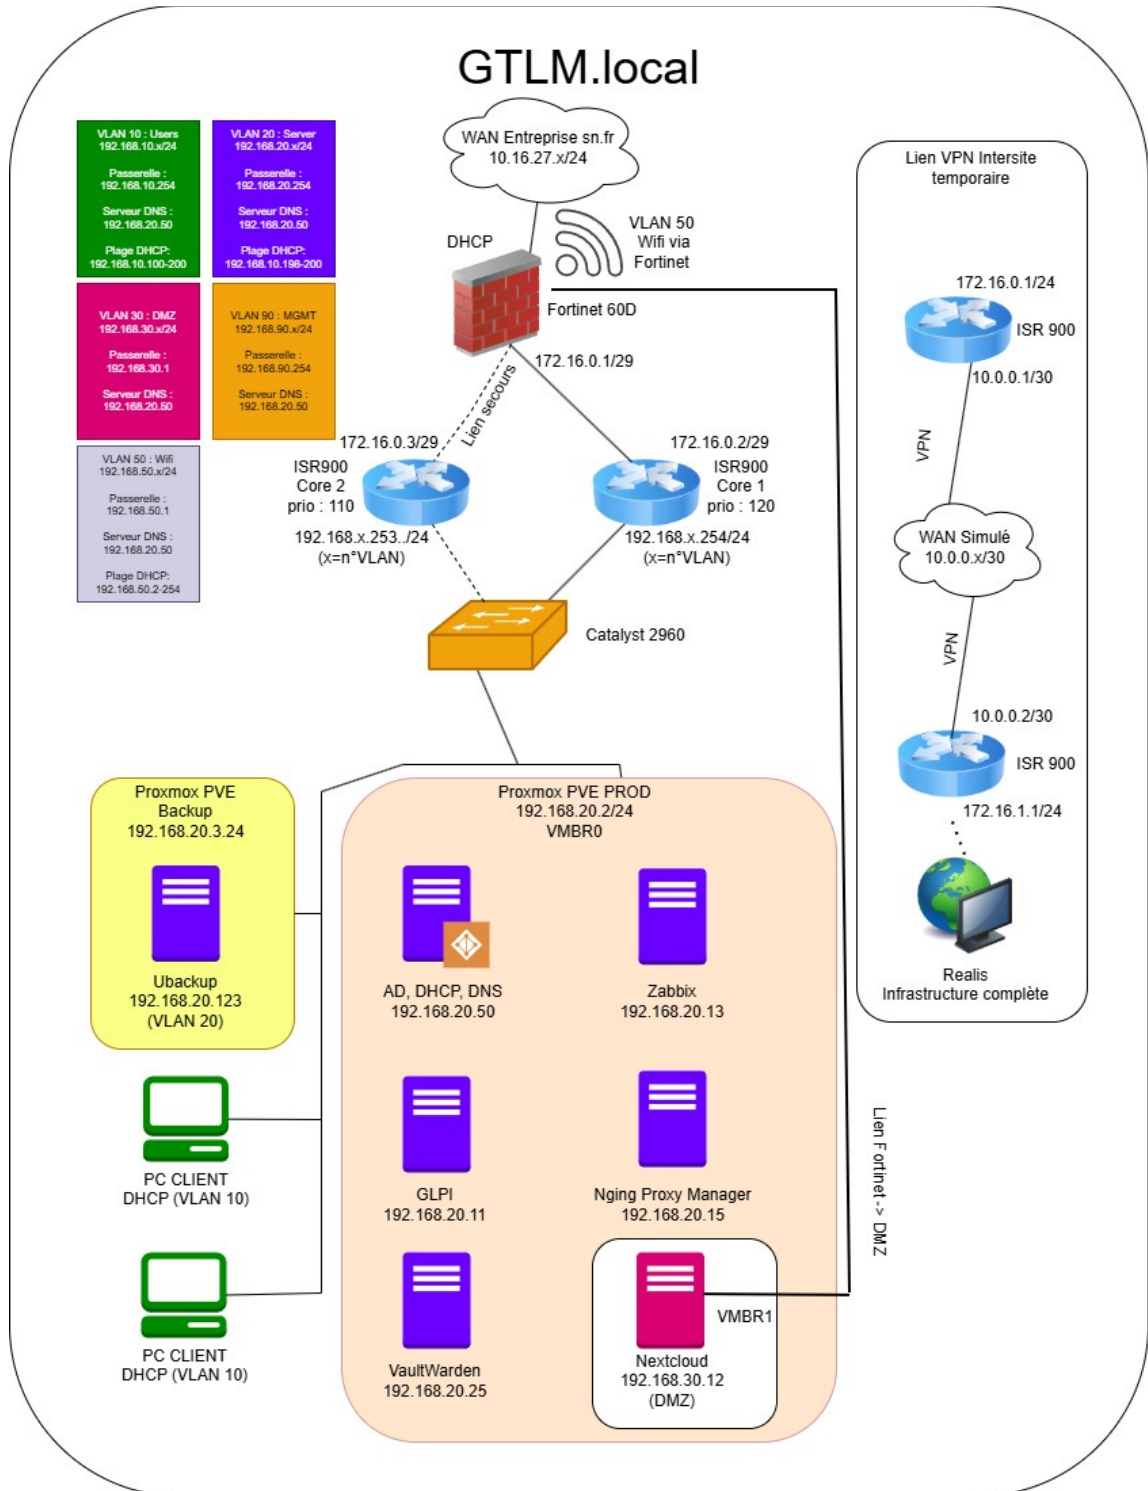 GTLM.local
WAN Entreprise sn.fr
10.16.27.x/24
VLAN 10 : Users
192.168.10.x/24
Passerelle :
192.168.10.254
Serveur DNS :
192.168.20.50
Plage DHCP:
192.168.10.100-200
VLAN 20 : Server
192.168.20.x/24
Passerelle :
192.168.20.254
Serveur DNS :
192.168.20.50
Plage DHCP:
192.168.10.198-200
VLAN 30 : DMZ
192.168.30.x/24
Passerelle :
192.168.30.1
Serveur DNS :
192.168.20.50
VLAN 90 : MGMT
192.168.90.x/24
Passerelle :
192.168.90.254
Serveur DNS :
192.168.20.50
VLAN 50 : Wifi
192.168.50.x/24
Passerelle :
192.168.50.1
Serveur DNS :
192.168.20.50
Plage DHCP:
192.168.50.2-254
DHCP
VLAN 50
Wifi via
Fortinet
Fortinet 60D
172.16.0.1/29
Lien secours
172.16.0.3/29
ISR900
Core 2
prio : 110
192.168.x.253../24
(x=n°VLAN)
172.16.0.2/29
ISR900
Core 1
prio : 120
192.168.x.254/24
(x=n°VLAN)
Catalyst 2960
Lien VPN Intersite
temporaire
172.16.0.1/24
ISR 900
10.0.0.1/30
VPN
WAN Simulé
10.0.0.x/30
VPN
10.0.0.2/30
ISR 900
172.16.1.1/24
Realis
Infrastructure complète
Proxmox PVE
Backup
192.168.20.3.24
Ubackup
192.168.20.123
(VLAN 20)
Proxmox PVE PROD
192.168.20.2/24
VMBR0
AD, DHCP, DNS
192.168.20.50
Zabbix
192.168.20.13
GLPI
192.168.20.11
Nging Proxy Manager
192.168.20.15
VaultWarden
192.168.20.25
VMBR1
Nextcloud
192.168.30.12
(DMZ)
Lien Fortinet -> DMZ
PC CLIENT
DHCP (VLAN 10)
PC CLIENT
DHCP (VLAN 10)